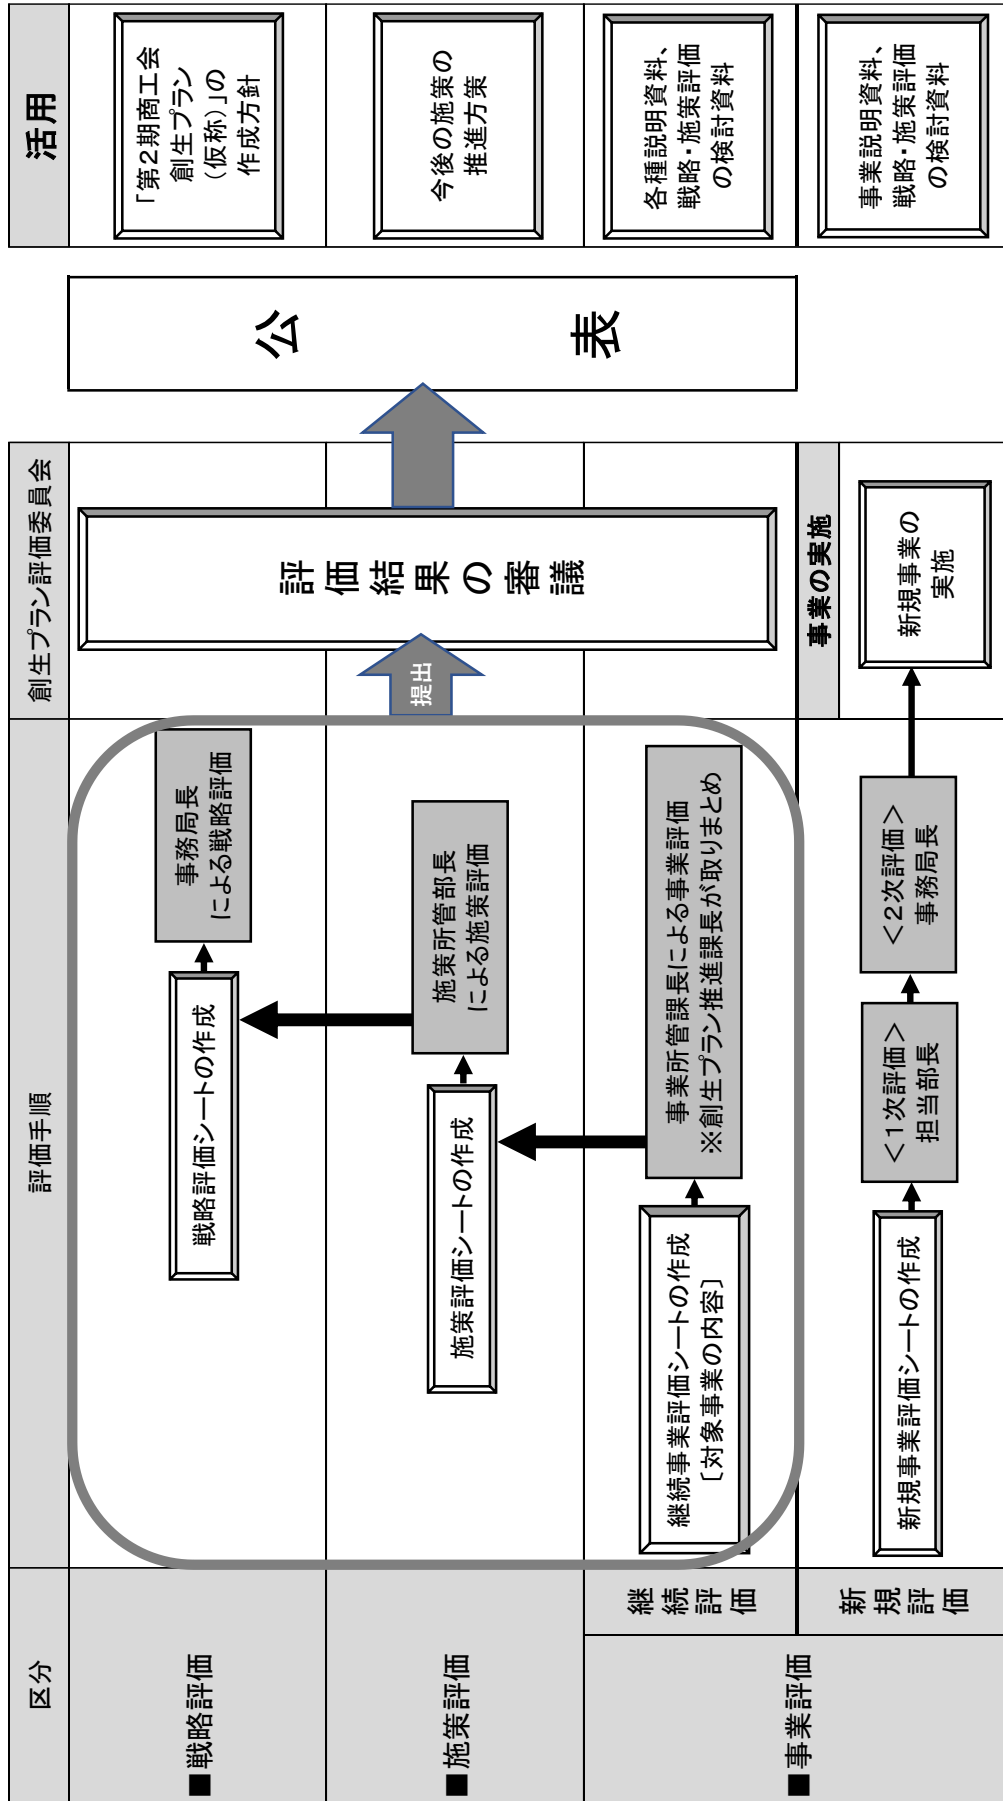 区分
評価手順
創生プラン評価委員会
活用
■戦略評価
戦略評価シートの作成
事務局長
による戦略評価
「第2期商工会
創生プラン
(仮称)」の
作成方針
■施策評価
施策評価シートの作成
施策所管部長
による施策評価
提出
評価結果の審議
公表
今後の施策の
推進方策
■事業評価
継続評価
継続事業評価シートの作成
〔対象事業の内容〕
事業所管課長による事業評価
※創生プラン推進課長が取りまとめ
各種説明資料、
戦略・施策評価
の検討資料
新規評価
新規事業評価シートの作成
<1次評価>
担当部長
<2次評価>
事務局長
事業の実施
新規事業の
実施
事業説明資料、
戦略・施策評価
の検討資料